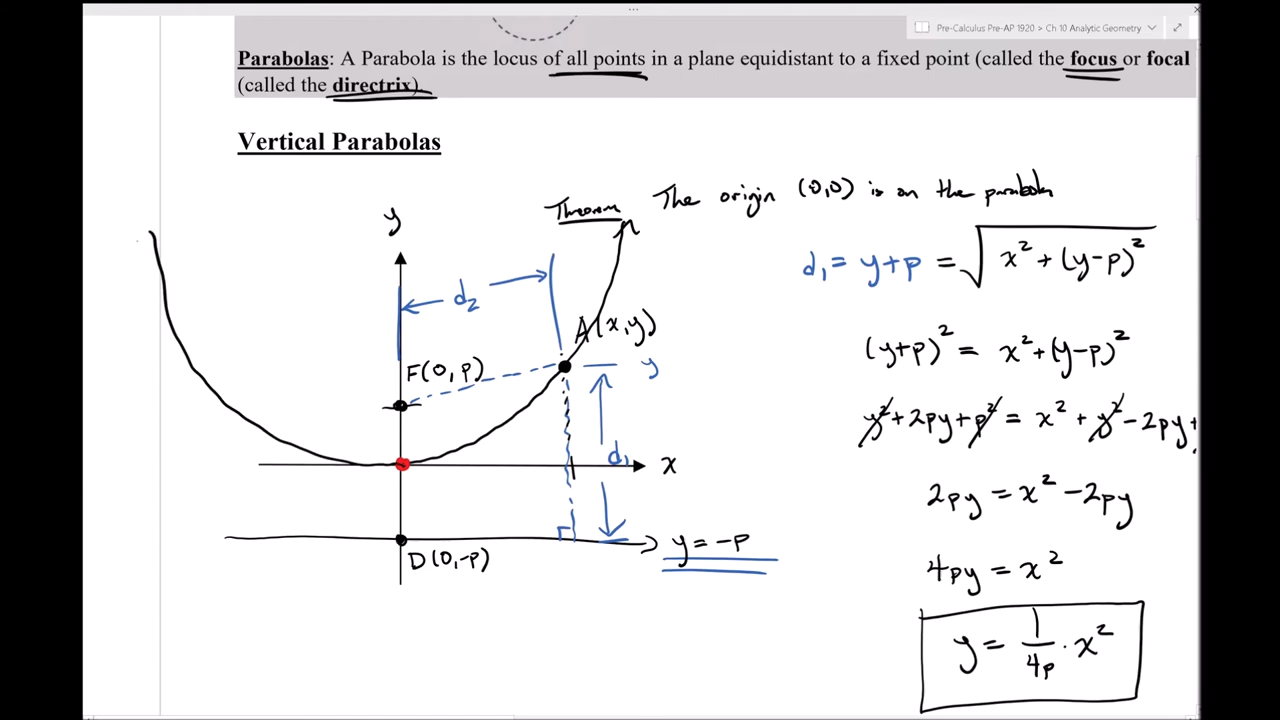 Pre-Calculus Pre-AP 1920 > Ch 10 Analytic Geometry
Parabolas: A Parabola is the locus of all points in a plane equidistant to a fixed point (called the focus or focal
(called the directrix).
Vertical Parabolas
Theorem The origin (0,0) is on the parabola
y
d₁ = y+p = √(x² + (y-p)²)
d₂
A(x,y)
(y+p)² = x²+(y-p)²
F(0,p)
y
y²+2py+p² = x² + y² - 2py+
d₁
x
2py = x² - 2py
y = -p
D(0,-p)
4py = x²
y = 1/4p · x²